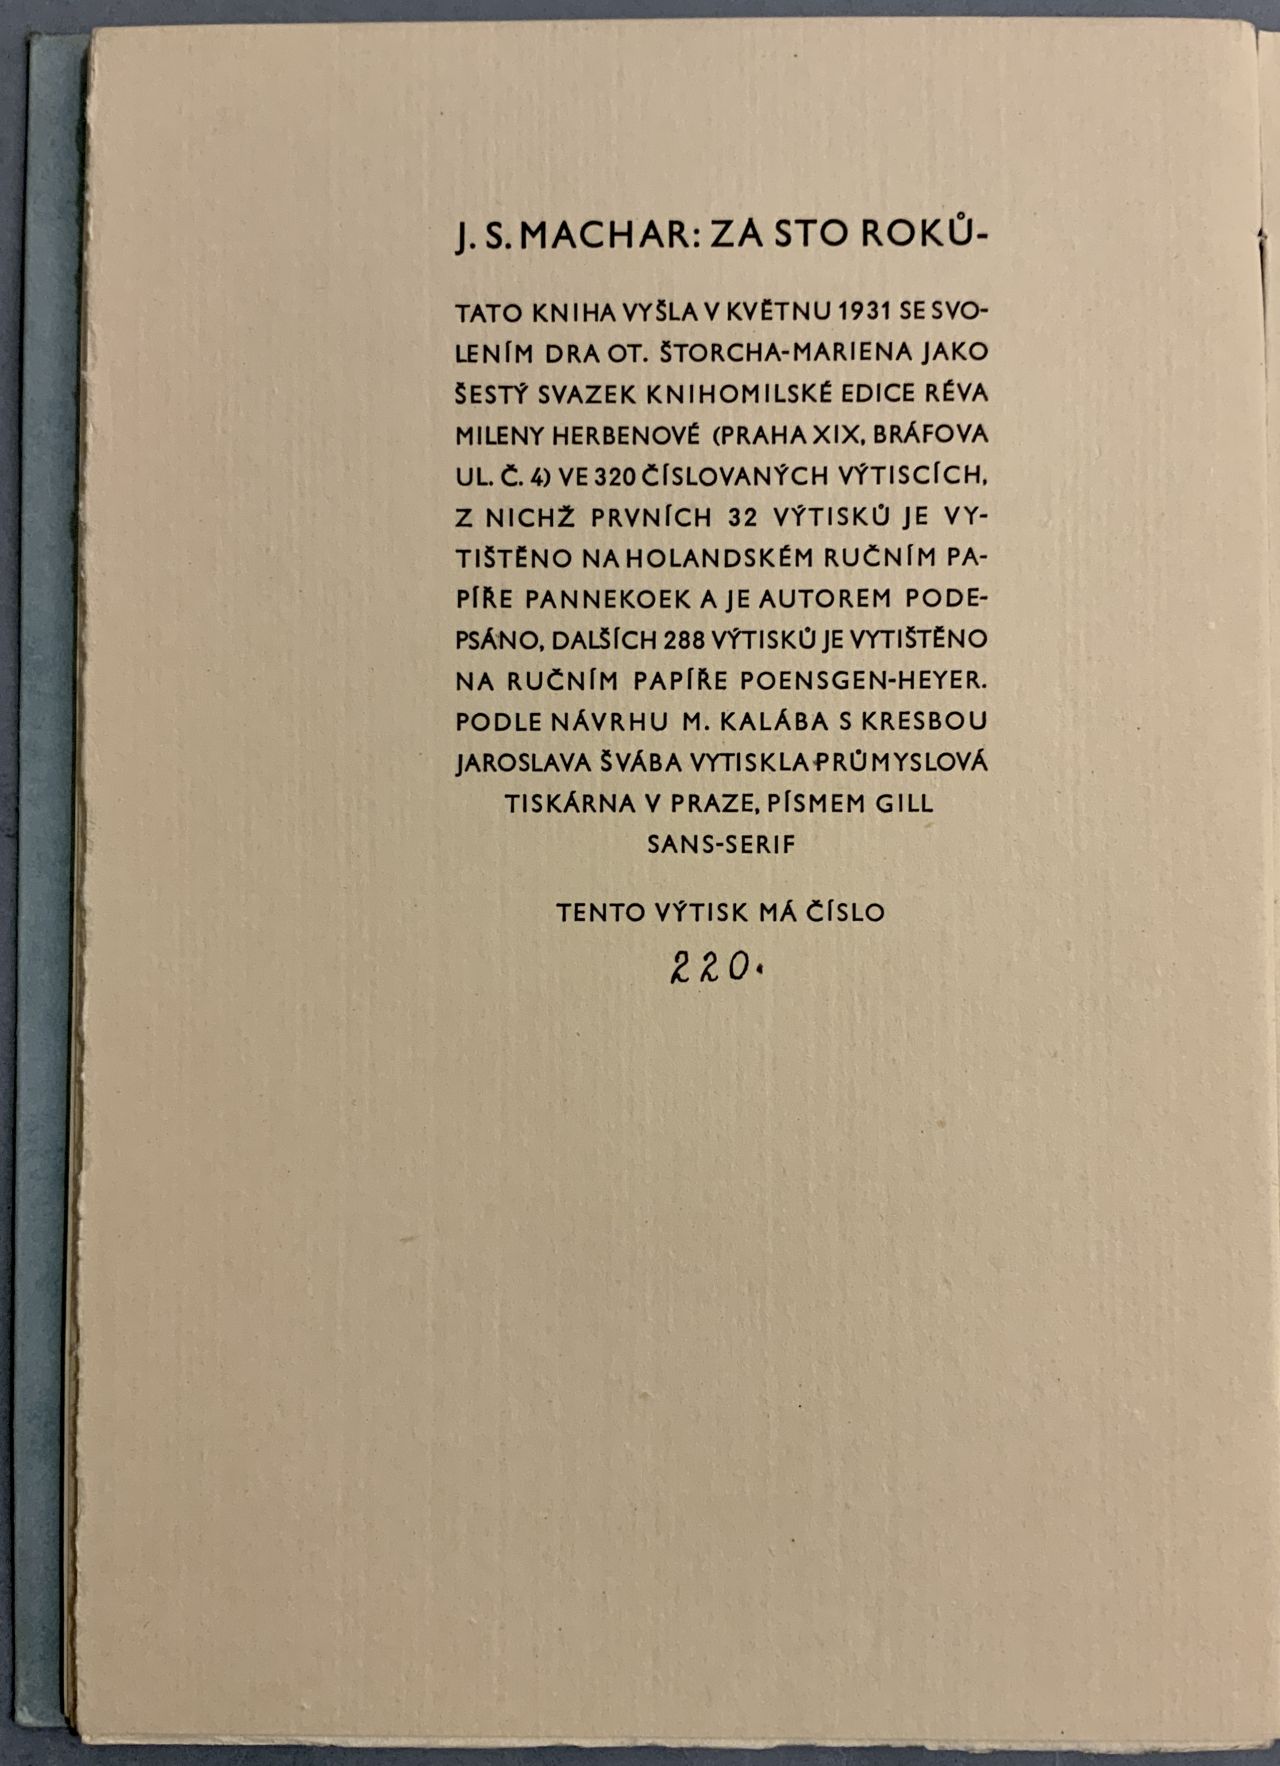 J. S. MACHAR: ZA STO ROKŮ-
TATO KNIHA VYŠLA V KVĚTNU 1931 SE SVO-
LENÍM DRA OT. ŠTORCHA-MARIENA JAKO
ŠESTÝ SVAZEK KNIHOMILSKÉ EDICE RÉVA
MILENY HERBENOVÉ (PRAHA XIX, BRÁFOVA
UL. Č. 4) VE 320 ČÍSLOVANÝCH VÝTISCÍCH,
Z NICHŽ PRVNÍCH 32 VÝTISKŮ JE VY-
TIŠTĚNO NA HOLANDSKÉM RUČNÍM PA-
PÍŘE PANNEKOEK A JE AUTOREM PODE-
PSÁNO, DALŠÍCH 288 VÝTISKŮ JE VYTIŠTĚNO
NA RUČNÍM PAPÍŘE POENSGEN-HEYER.
PODLE NÁVRHU M. KALÁBA S KRESBOU
JAROSLAVA ŠVÁBA VYTISKLA PRŮMYSLOVÁ
TISKÁRNA V PRAZE, PÍSMEM GILL
SANS-SERIF
TENTO VÝTISK MÁ ČÍSLO
220.